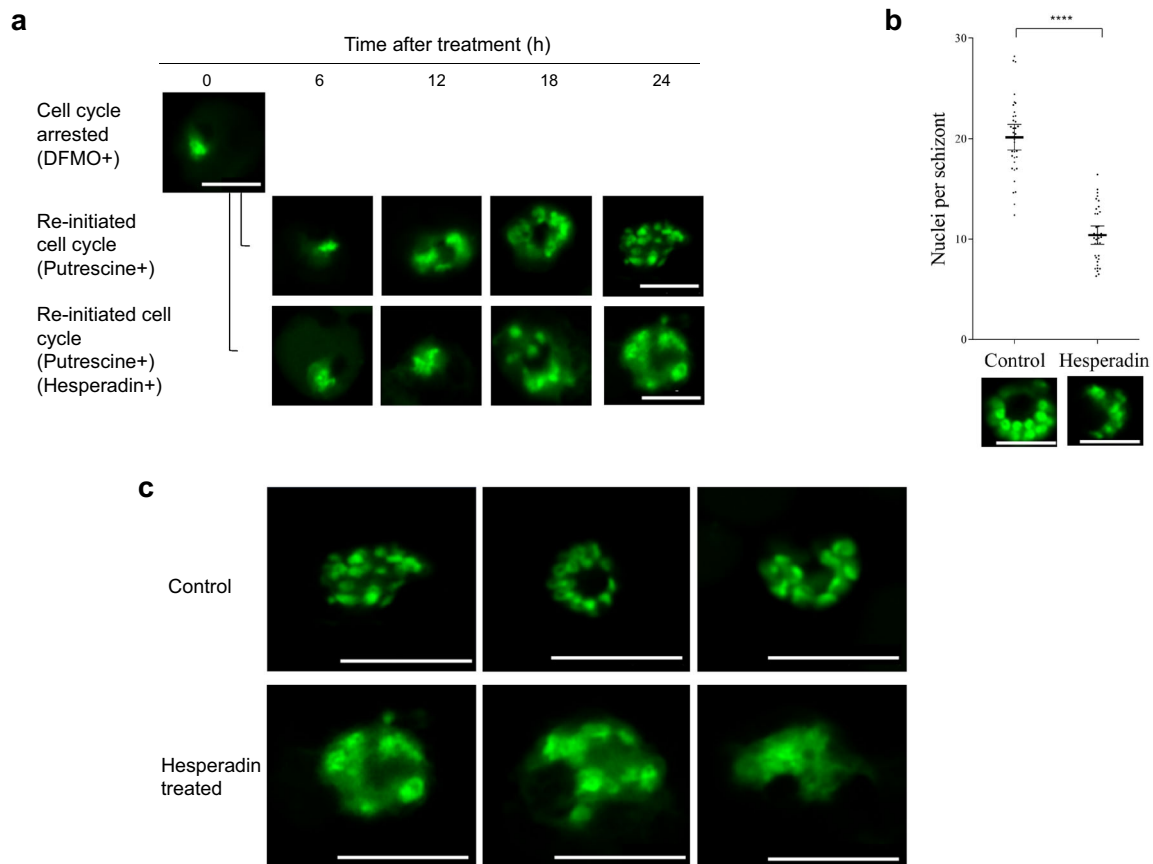 a
Time after treatment (h)
0 6 12 18 24
Cell cycle
arrested
(DFMO+)
Re-initiated
cell cycle
(Putrescine+)
Re-initiated cell
cycle
(Putrescine+)
(Hesperadin+)
b
****
30
20
10
0
Nuclei per schizont
Control Hesperadin
c
Control
Hesperadin
treated